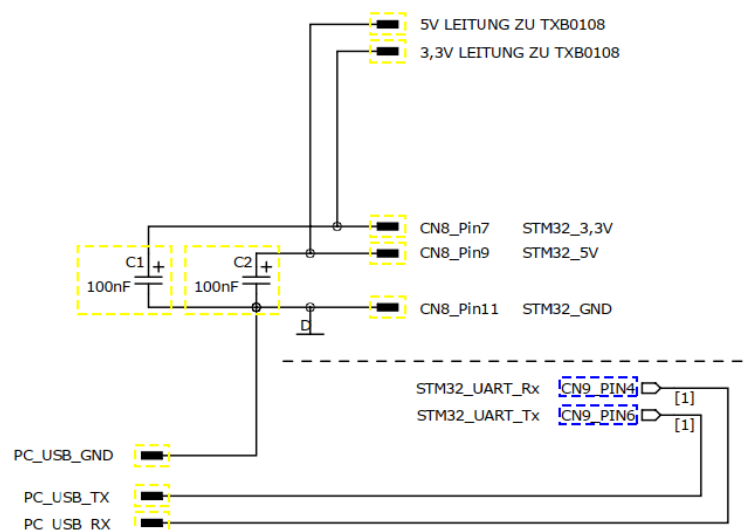 5V LEITUNG ZU TXB0108
3,3V LEITUNG ZU TXB0108
CN8_Pin7 STM32_3,3V
CN8_Pin9 STM32_5V
C1 + C2 +
100nF 100nF
CN8_Pin11 STM32_GND
D
STM32_UART_Rx CN9_PIN4
[1]
STM32_UART_Tx CN9_PIN6
[1]
PC_USB_GND
PC_USB_TX
PC_USB_RX